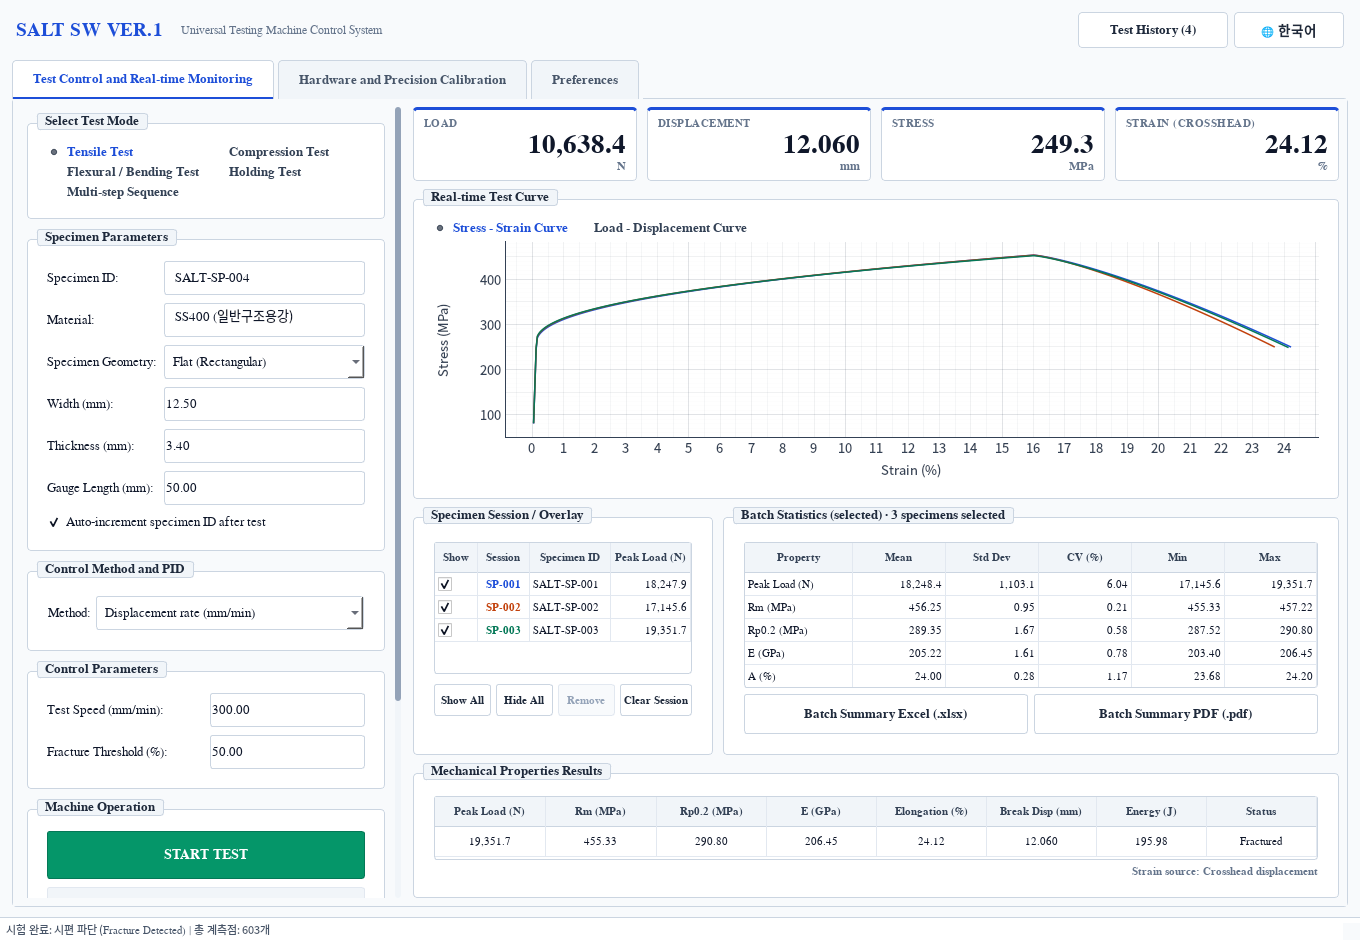 SALT SW VER.1
Universal Testing Machine Control System
Test History (4)
🌐 한국어
Test Control and Real-time Monitoring
Hardware and Precision Calibration
Preferences
Select Test Mode
Tensile Test
Compression Test
Flexural / Bending Test
Holding Test
Multi-step Sequence
Specimen Parameters
Specimen ID: SALT-SP-004
Material: SS400 (일반구조용강)
Specimen Geometry: Flat (Rectangular)
Width (mm): 12.50
Thickness (mm): 3.40
Gauge Length (mm): 50.00
✓ Auto-increment specimen ID after test
Control Method and PID
Method: Displacement rate (mm/min)
Control Parameters
Test Speed (mm/min): 300.00
Fracture Threshold (%): 50.00
Machine Operation
START TEST
LOAD
10,638.4
N
DISPLACEMENT
12.060
mm
STRESS
249.3
MPa
STRAIN (CROSSHEAD)
24.12
%
Real-time Test Curve
Stress - Strain Curve
Load - Displacement Curve
Stress (MPa)
400
300
200
100
0 1 2 3 4 5 6 7 8 9 10 11 12 13 14 15 16 17 18 19 20 21 22 23 24
Strain (%)
Specimen Session / Overlay
Show Session Specimen ID Peak Load (N)
✓ SP-001 SALT-SP-001 18,247.9
✓ SP-002 SALT-SP-002 17,145.6
✓ SP-003 SALT-SP-003 19,351.7
Show All
Hide All
Remove
Clear Session
Batch Statistics (selected) · 3 specimens selected
Property Mean Std Dev CV (%) Min Max
Peak Load (N) 18,248.4 1,103.1 6.04 17,145.6 19,351.7
Rm (MPa) 456.25 0.95 0.21 455.33 457.22
Rp0.2 (MPa) 289.35 1.67 0.58 287.52 290.80
E (GPa) 205.22 1.61 0.78 203.40 206.45
A (%) 24.00 0.28 1.17 23.68 24.20
Batch Summary Excel (.xlsx)
Batch Summary PDF (.pdf)
Mechanical Properties Results
Peak Load (N) Rm (MPa) Rp0.2 (MPa) E (GPa) Elongation (%) Break Disp (mm) Energy (J) Status
19,351.7 455.33 290.80 206.45 24.12 12.060 195.98 Fractured
Strain source: Crosshead displacement
시험 완료: 시편 파단 (Fracture Detected) | 총 계측점: 603개